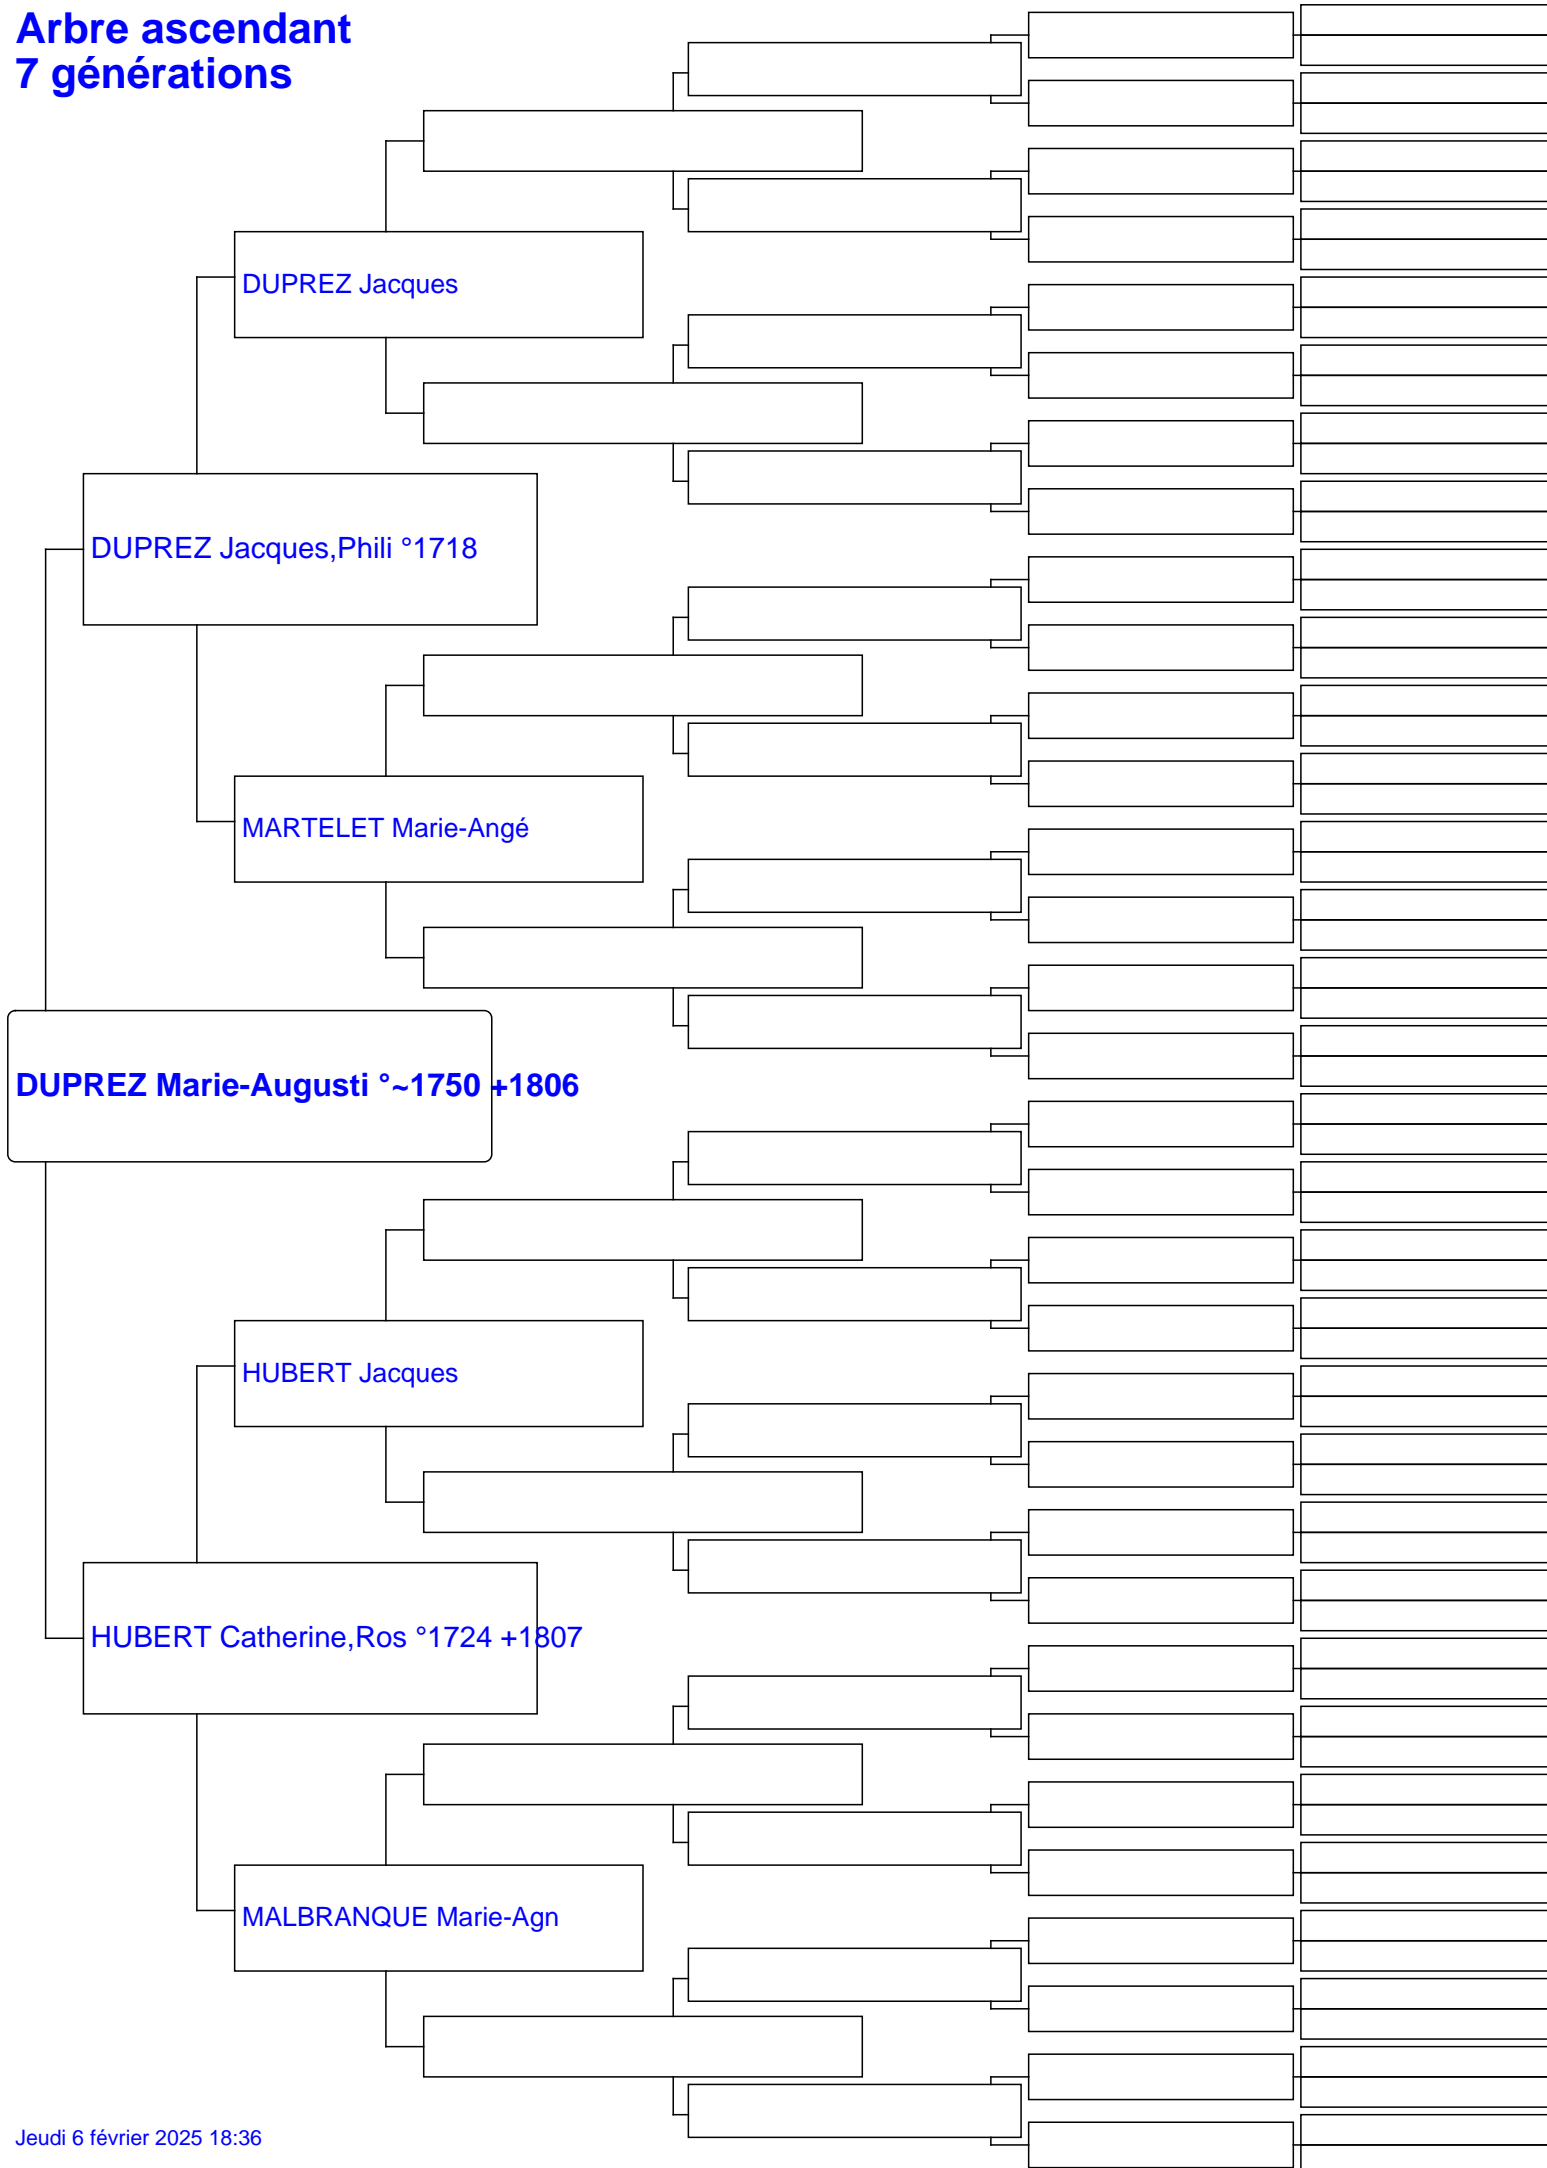 Arbre ascendant
7 générations
DUPREZ Jacques
DUPREZ Jacques,Phili °1718
MARTELET Marie-Angé
DUPREZ Marie-Augusti °~1750 +1806
HUBERT Jacques
HUBERT Catherine,Ros °1724 +1807
MALBRANQUE Marie-Agn
Jeudi 6 février 2025 18:36